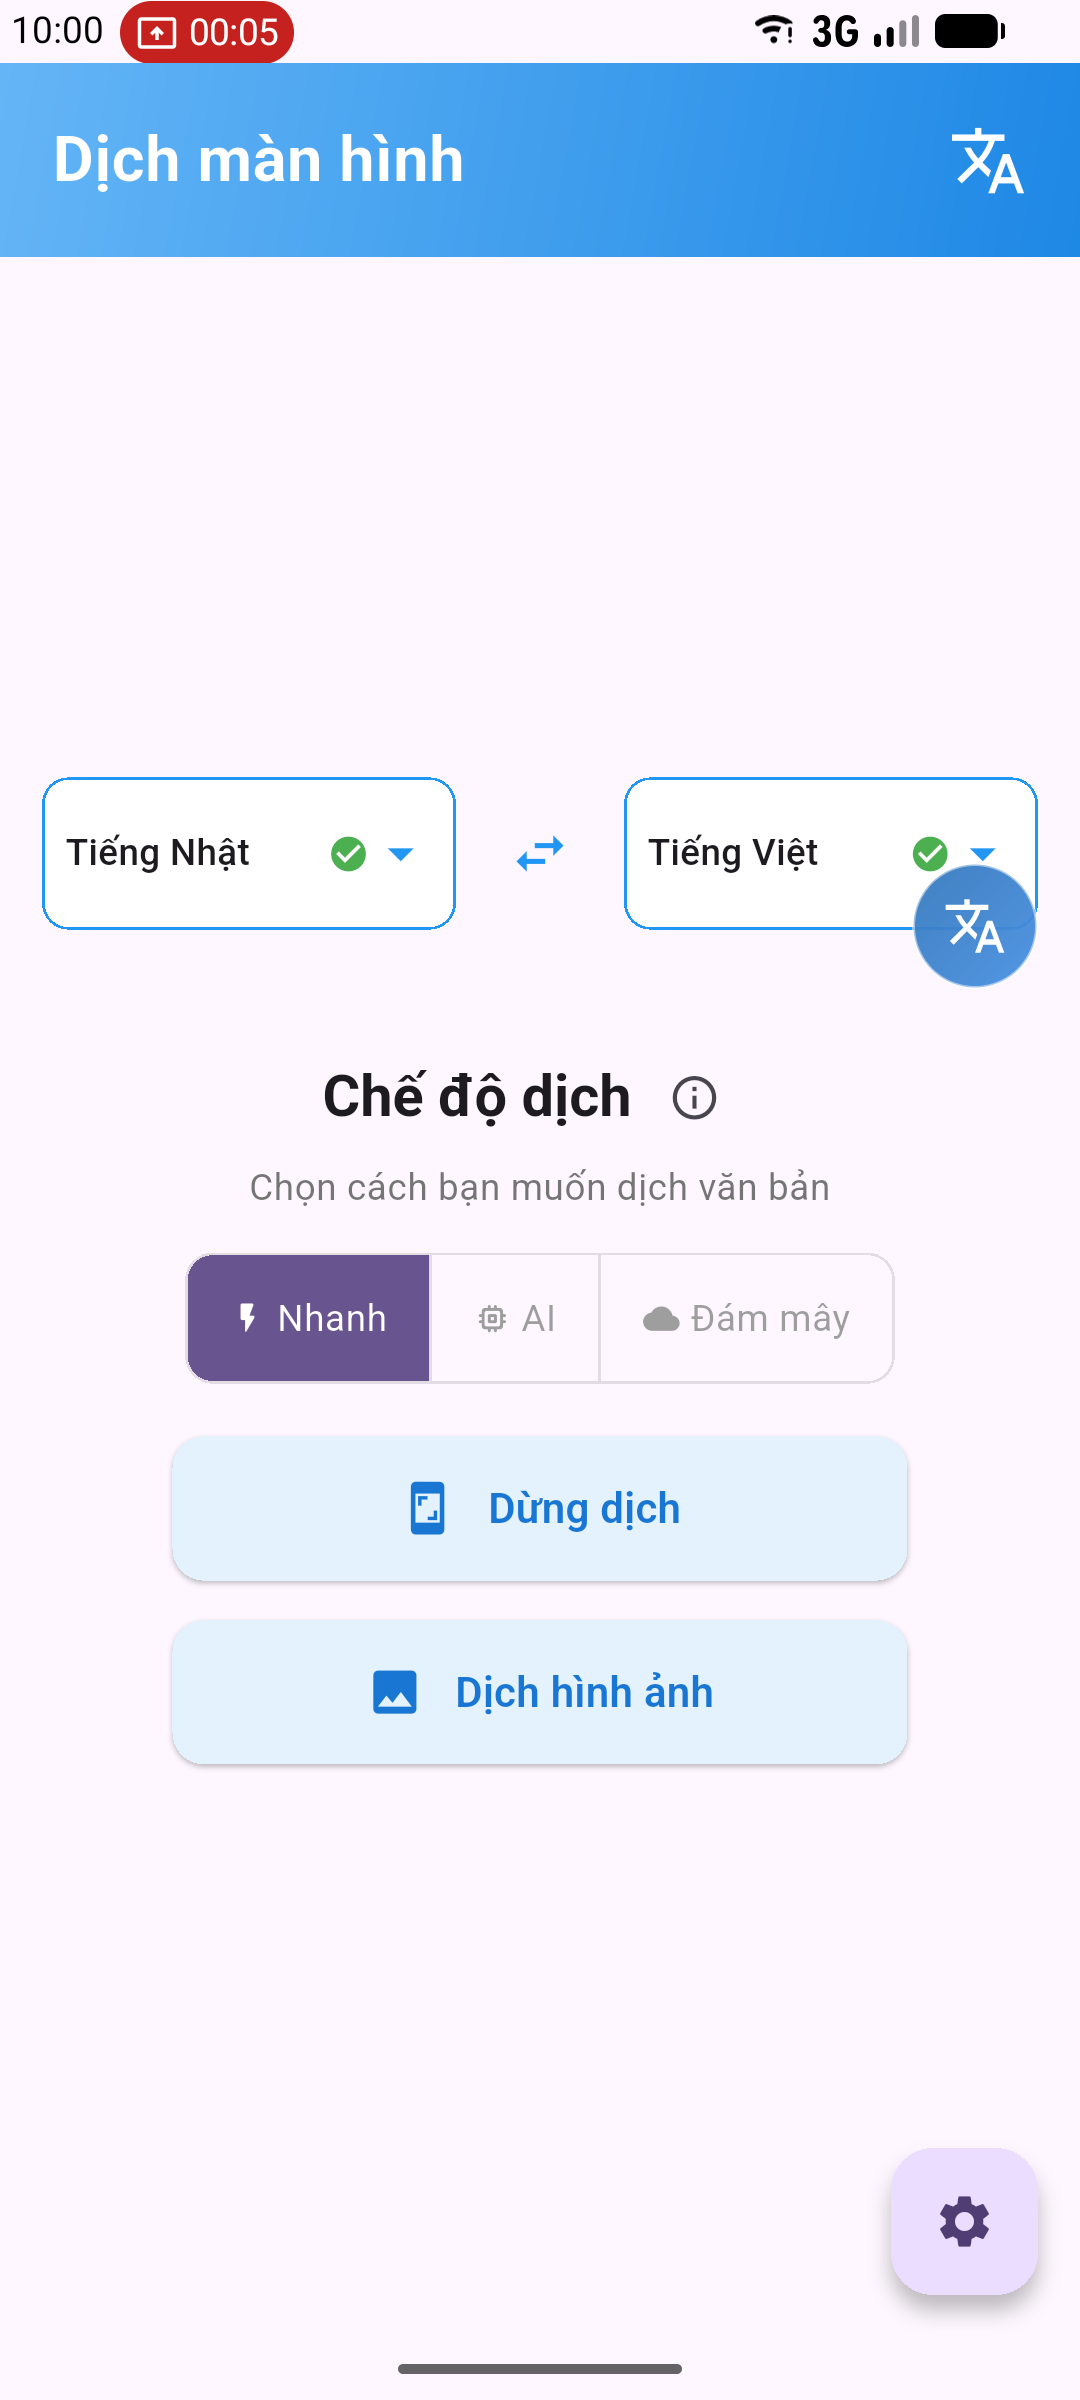 10:00 00:05 3G
Dịch màn hình
Tiếng Nhật
Tiếng Việt
Chế độ dịch
Chọn cách bạn muốn dịch văn bản
Nhanh AI Đám mây
Dừng dịch
Dịch hình ảnh